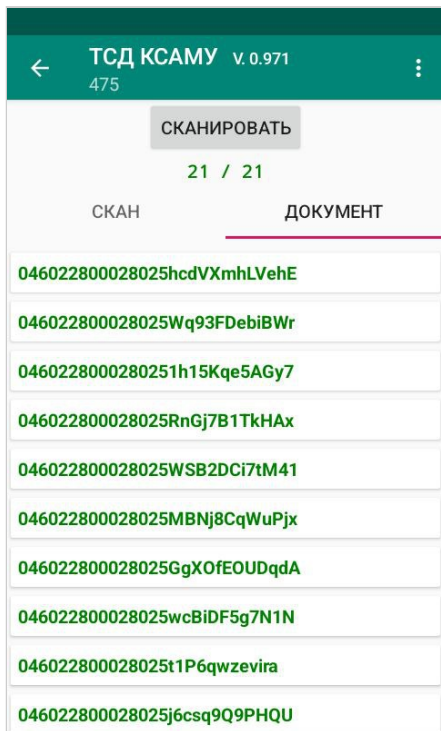 ТСД КСАМУ V. 0.971
475
СКАНИРОВАТЬ
21 / 21
СКАН ДОКУМЕНТ
046022800028025hcdVXmhLVehE
046022800028025Wq93FDebiBWr
0460228000280251h15Kqe5AGy7
046022800028025RnGj7B1TkHAx
046022800028025WSB2DCi7tM41
046022800028025MBNj8CqWuPjx
046022800028025GgXOfEOUDqdA
046022800028025wcBiDF5g7N1N
046022800028025t1P6qwzevira
046022800028025j6csq9Q9PHQU